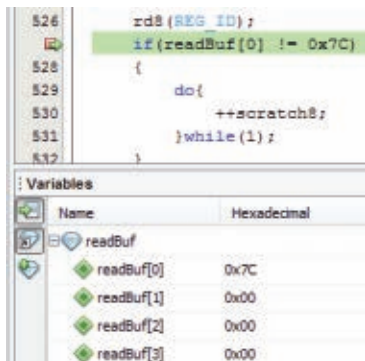 526 rd8(REG_ID);
if(readBuf[0] != 0x7C)
528 {
529 do{
530 ++scratch8;
531 }while(1);
532 }
Variables
Name Hexadecimal
readBuf
readBuf[0] 0x7C
readBuf[1] 0x00
readBuf[2] 0x00
readBuf[3] 0x00